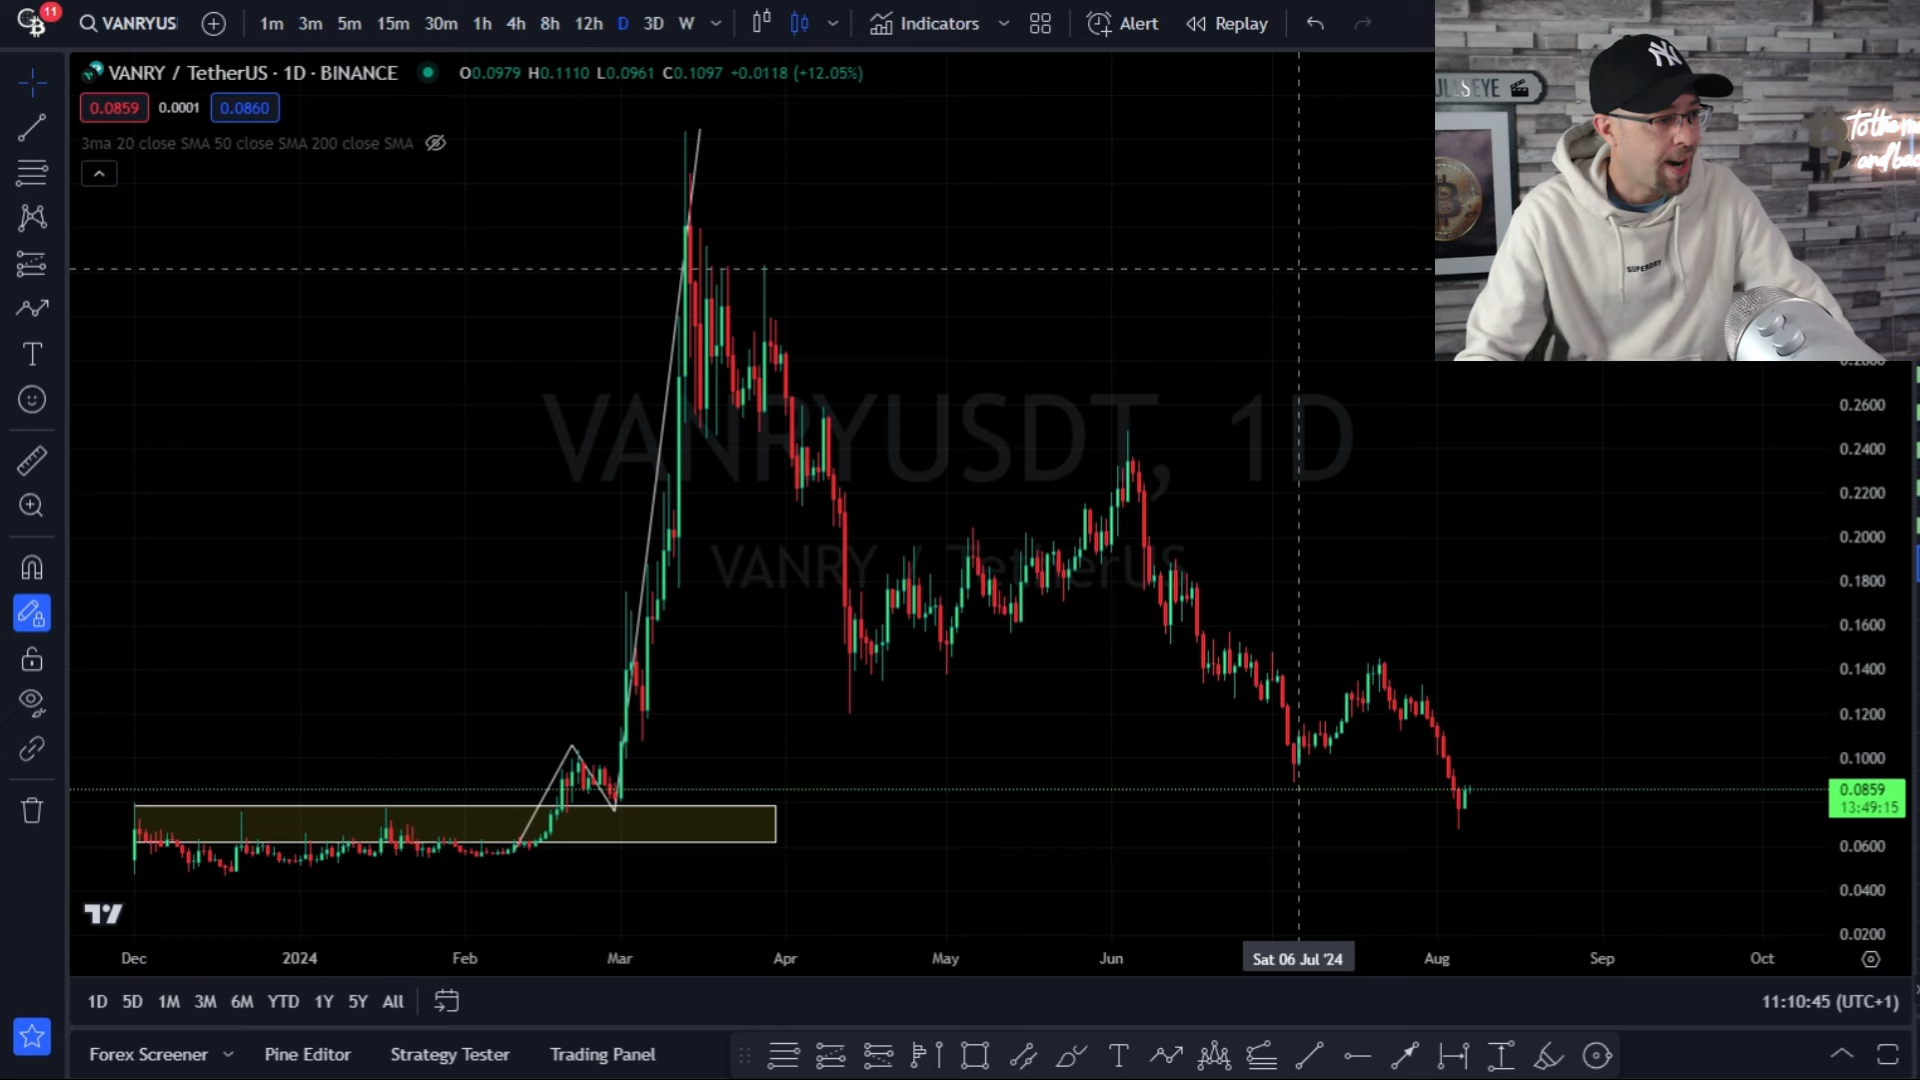 11
VANRYUS
1m 3m 5m 15m 30m 1h 4h 8h 12h D 3D W
Indicators
Alert
Replay
VANRY / TetherUS · 1D · BINANCE O0.0979 H0.1110 L0.0961 C0.1097 +0.0118 (+12.05%)
0.0859 0.0001 0.0860
3ma 20 close SMA 50 close SMA 200 close SMA
NY
SUPERDRY
VANRYUSDT, 1D
VANRY / TetherUS
0.2600
0.2400
0.2200
0.2000
0.1800
0.1600
0.1400
0.1200
0.1000
0.0859
13:49:15
0.0600
0.0400
0.0200
Dec 2024 Feb Mar Apr May Jun Sat 06 Jul '24 Aug Sep Oct
1D 5D 1M 3M 6M YTD 1Y 5Y All
11:10:45 (UTC+1)
Forex Screener Pine Editor Strategy Tester Trading Panel